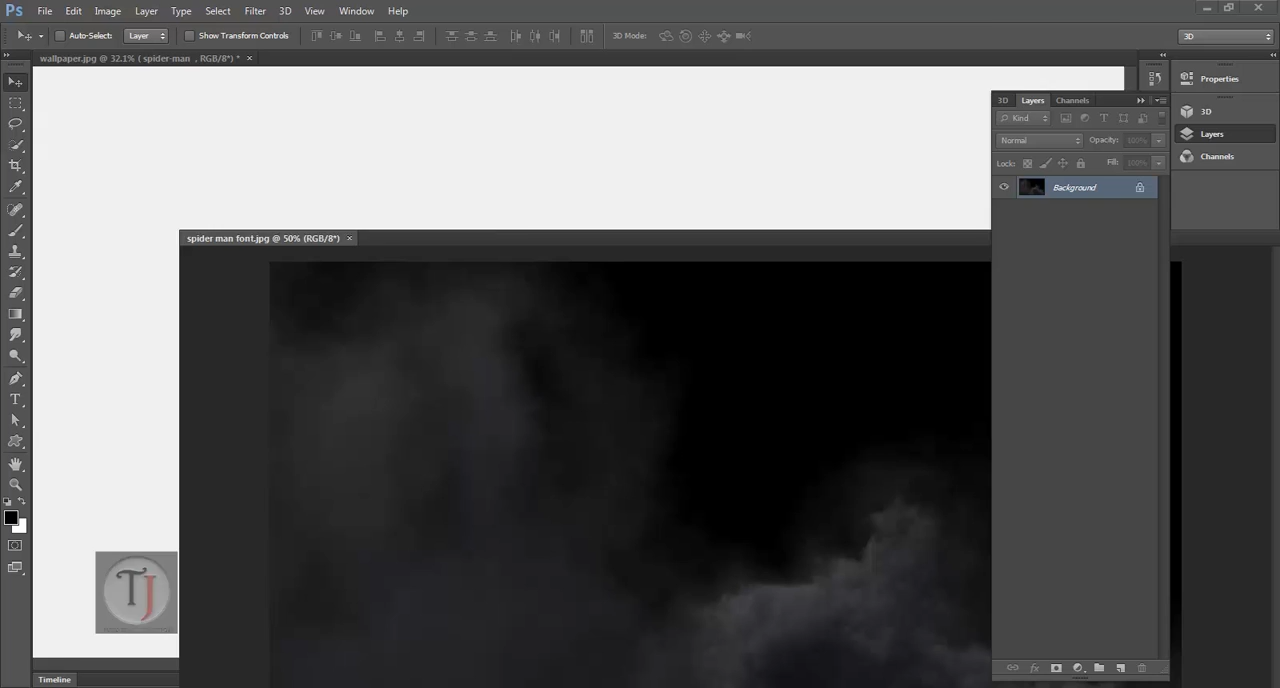 Ps File Edit Image Layer Type Select Filter 3D View Window Help
Auto-Select: Layer Show Transform Controls 3D Mode: 3D
wallpaper.jpg @ 32.1% ( spider-man , RGB/8*) * ×
Properties
3D Layers Channels
3D
Kind
Layers
Normal Opacity: 100%
Channels
Lock: Fill: 100%
Background
spider man font.jpg @ 50% (RGB/8*) ×
T
TJ
Timeline